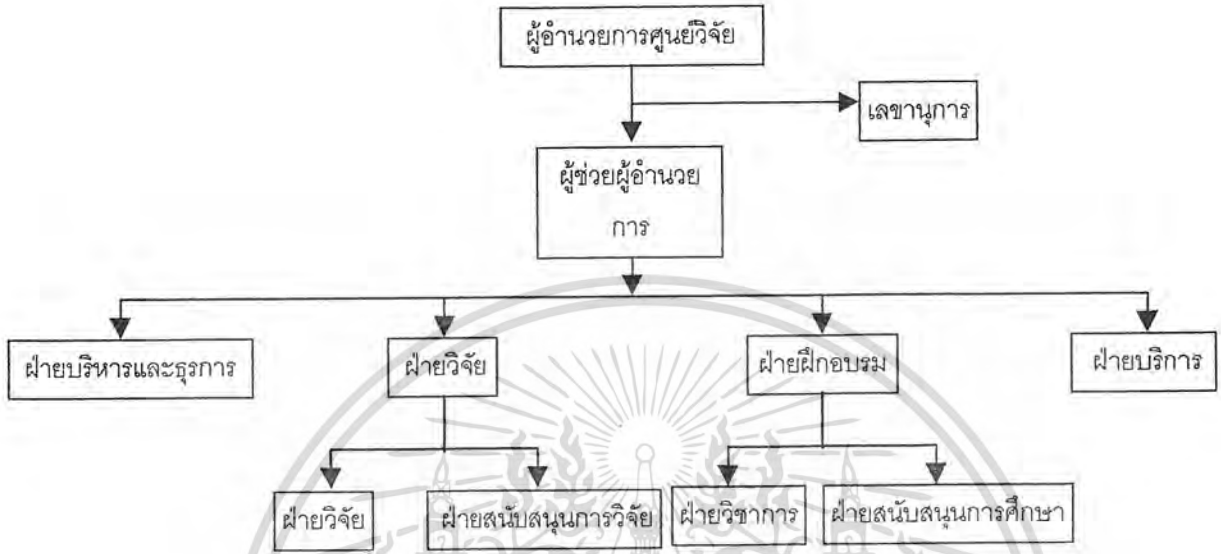 ผู้อำนวยการศูนย์วิจัย
เลขานุการ
ผู้ช่วยผู้อำนวย
การ
ฝ่ายบริหารและธุรการ
ฝ่ายวิจัย
ฝ่ายฝึกอบรม
ฝ่ายบริการ
ฝ่ายวิจัย
ฝ่ายสนับสนุนการวิจัย
ฝ่ายวิชาการ
ฝ่ายสนับสนุนการศึกษา